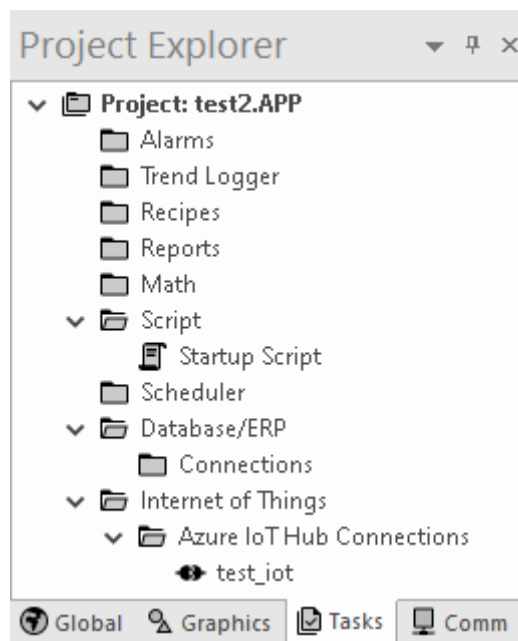 Project Explorer
Project: test2.APP
Alarms
Trend Logger
Recipes
Reports
Math
Script
Startup Script
Scheduler
Database/ERP
Connections
Internet of Things
Azure IoT Hub Connections
test_iot
Global Graphics Tasks Comm